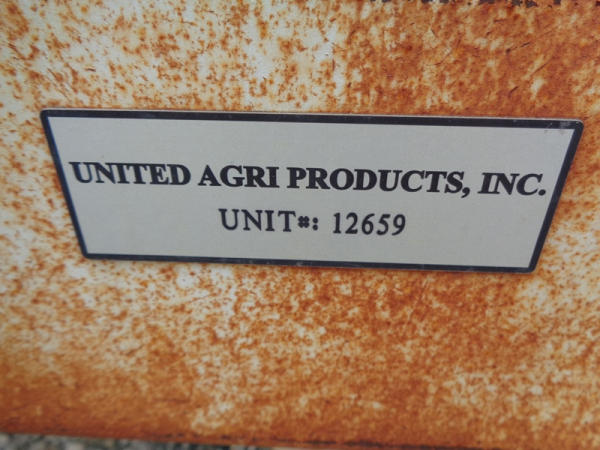 UNITED AGRI PRODUCTS, INC.
UNIT#: 12659